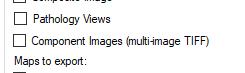 Pathology Views
Component Images (multi-image TIFF)
Maps to export: